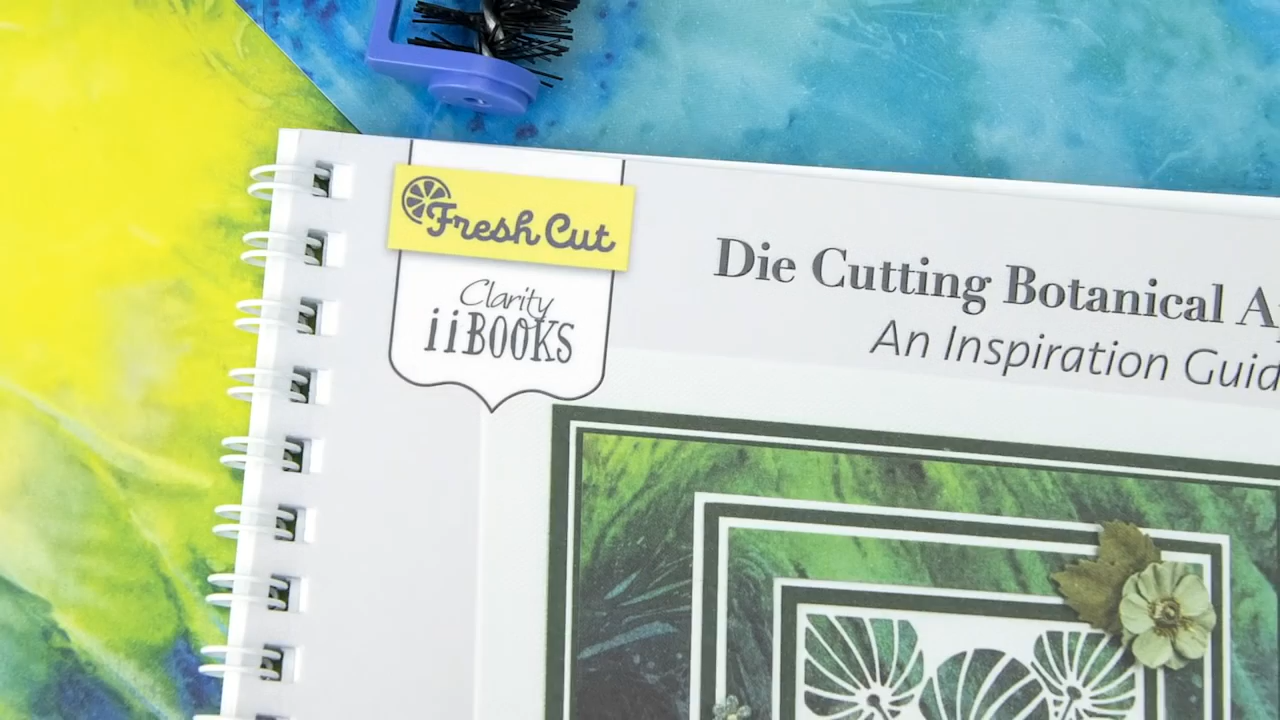 Fresh Cut
Clarity
iiBOOKS
Die Cutting Botanical
An Inspiration